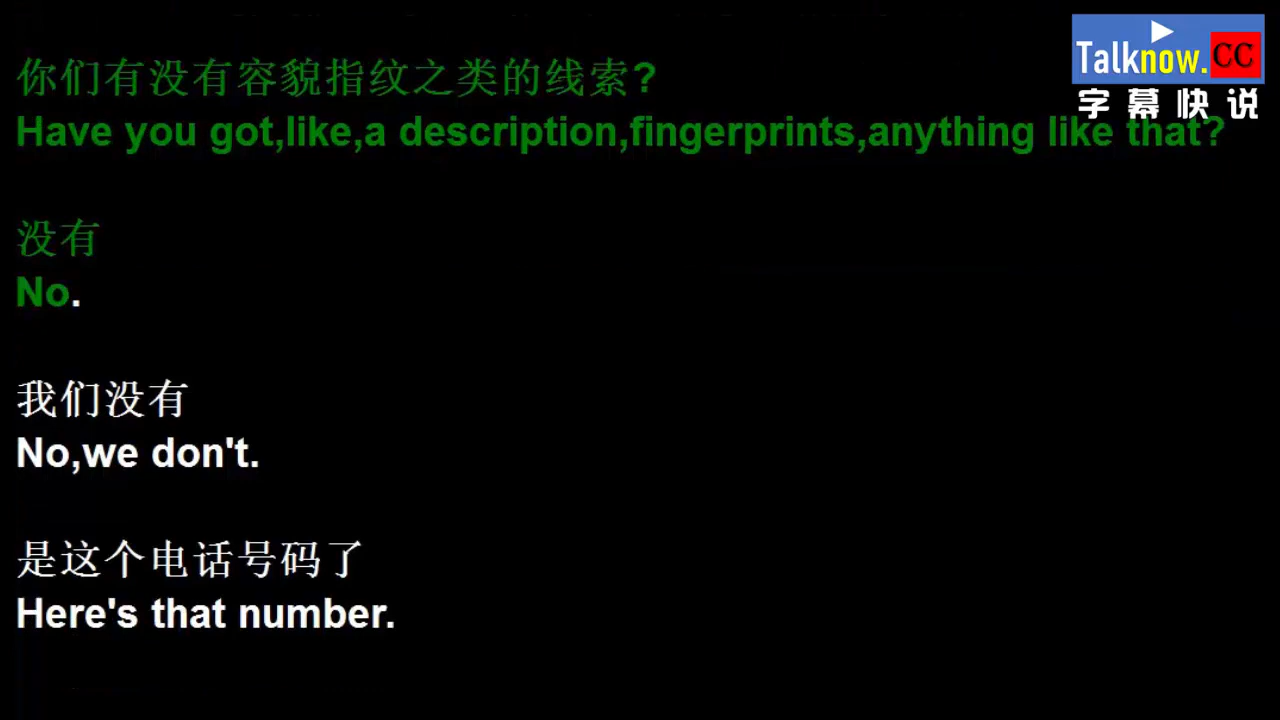 Talknow.CC
字幕快说
你们有没有容貌指纹之类的线索?
Have you got,like,a description,fingerprints,anything like that?
没有
No.
我们没有
No,we don't.
是这个电话号码了
Here's that number.